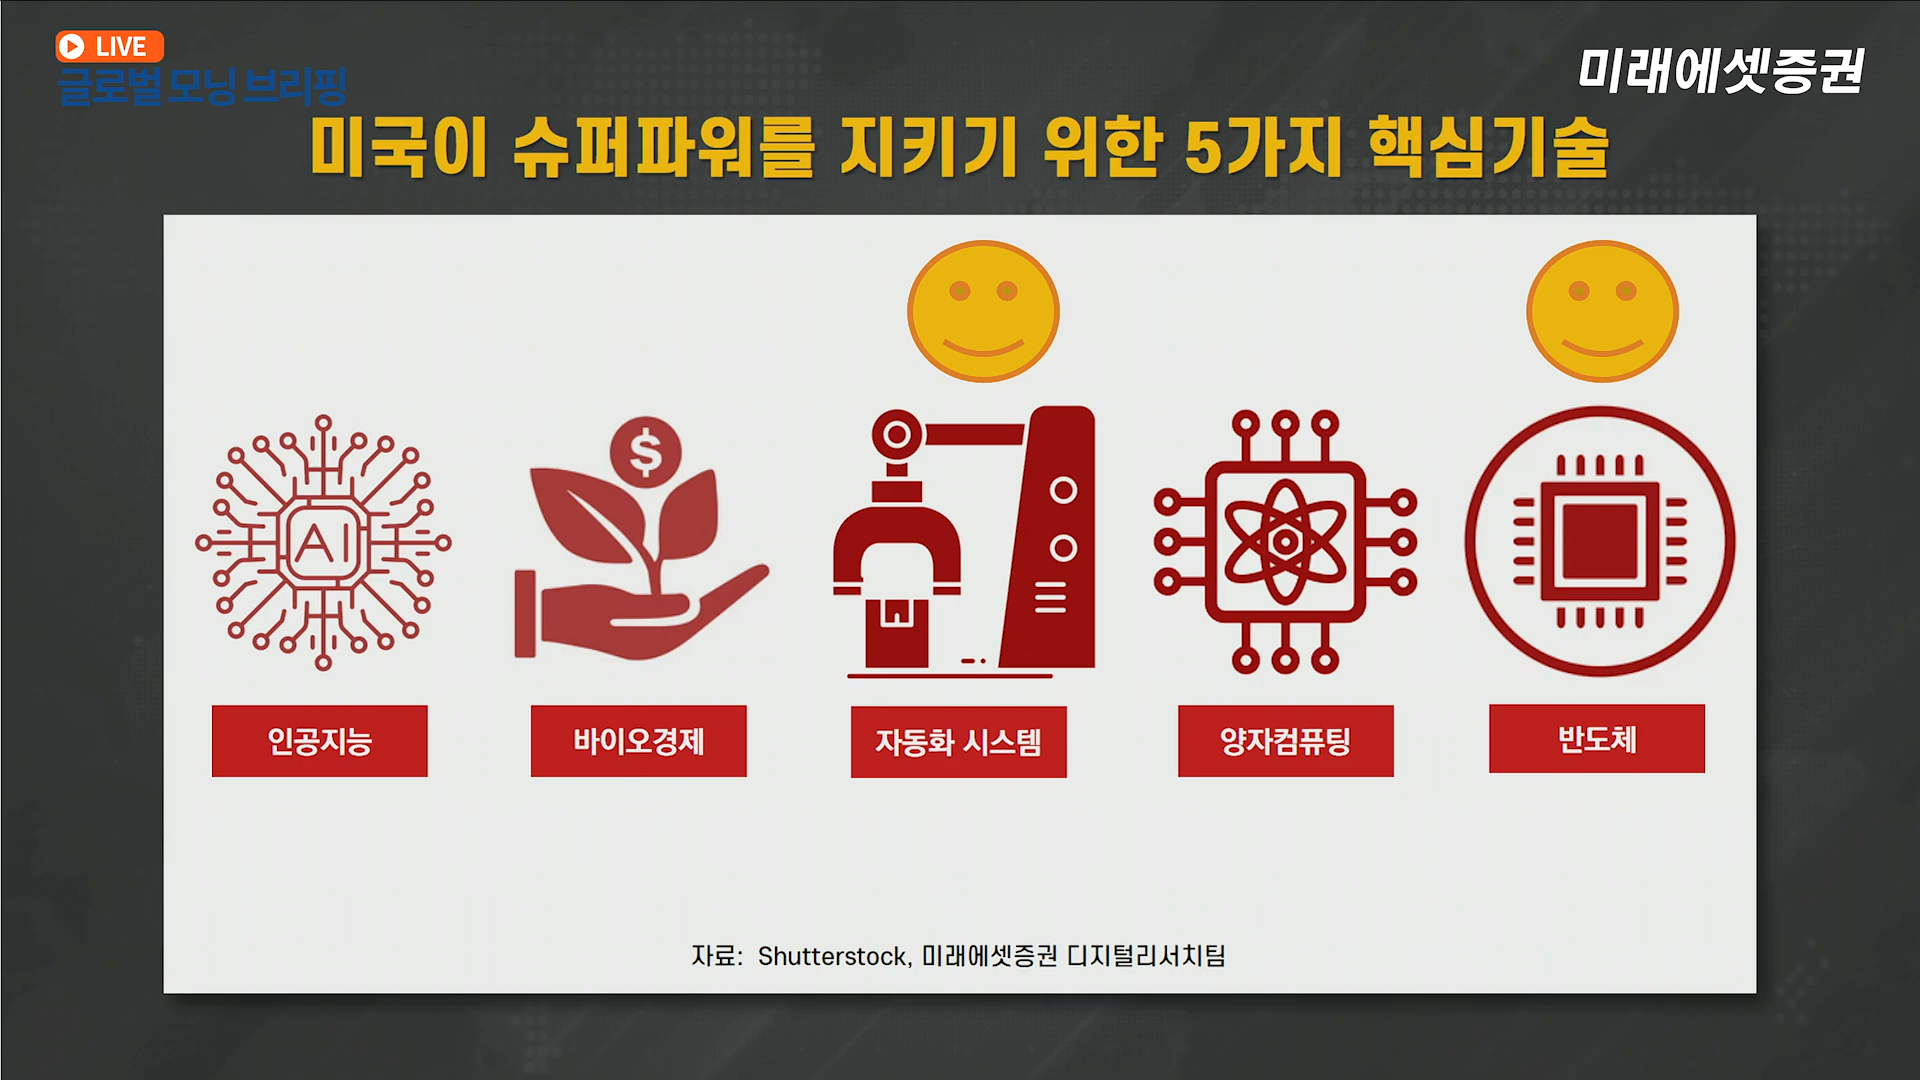 LIVE
글로벌 모닝 브리핑
미래에셋증권
미국이 슈퍼파워를 지키기 위한 5가지 핵심기술
AI
$
인공지능
바이오경제
자동화 시스템
양자컴퓨팅
반도체
자료: Shutterstock, 미래에셋증권 디지털리서치팀